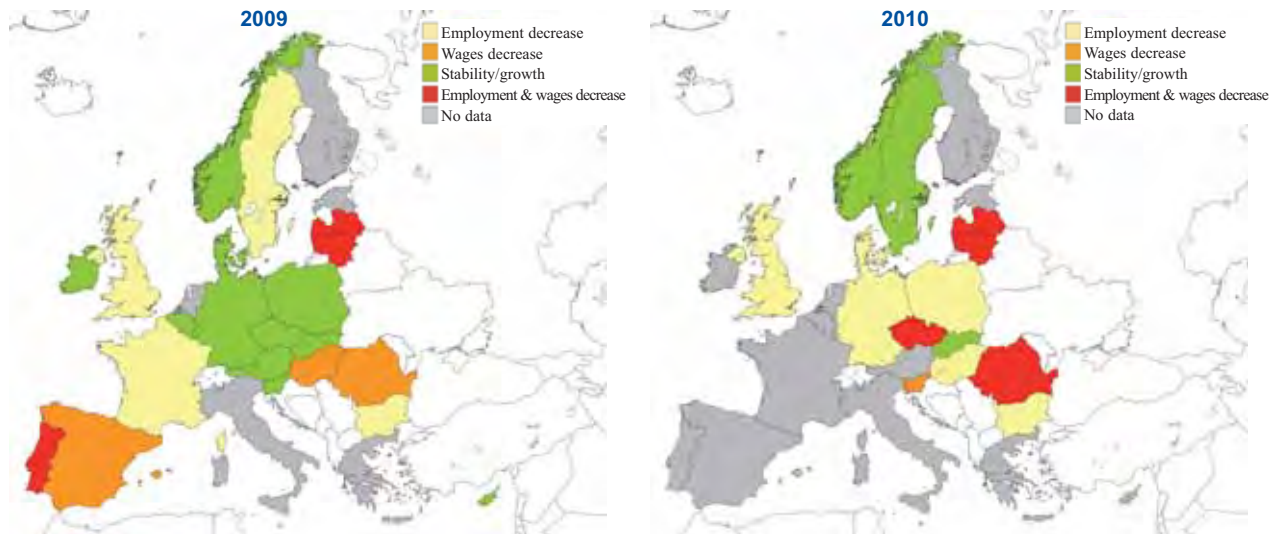 2009
Employment decrease
Wages decrease
Stability/growth
Employment & wages decrease
No data
2010
Employment decrease
Wages decrease
Stability/growth
Employment & wages decrease
No data